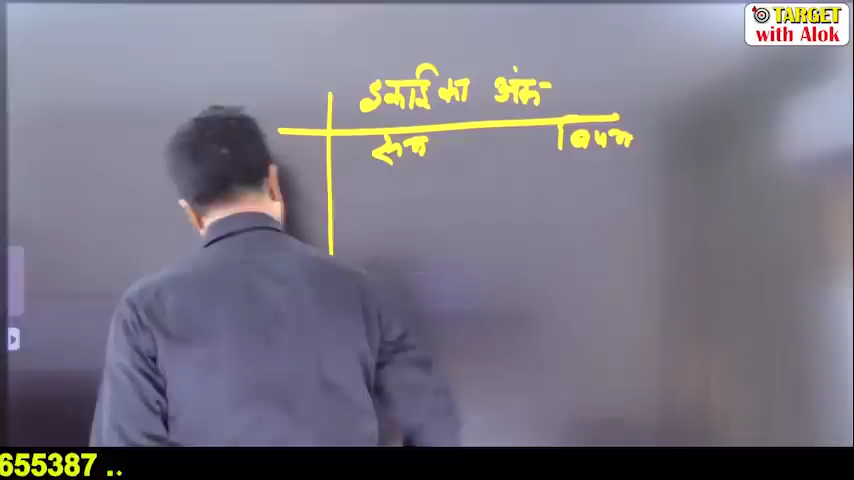 TARGET
with Alok
इकाई का अंक
सम विषम
655387 ..